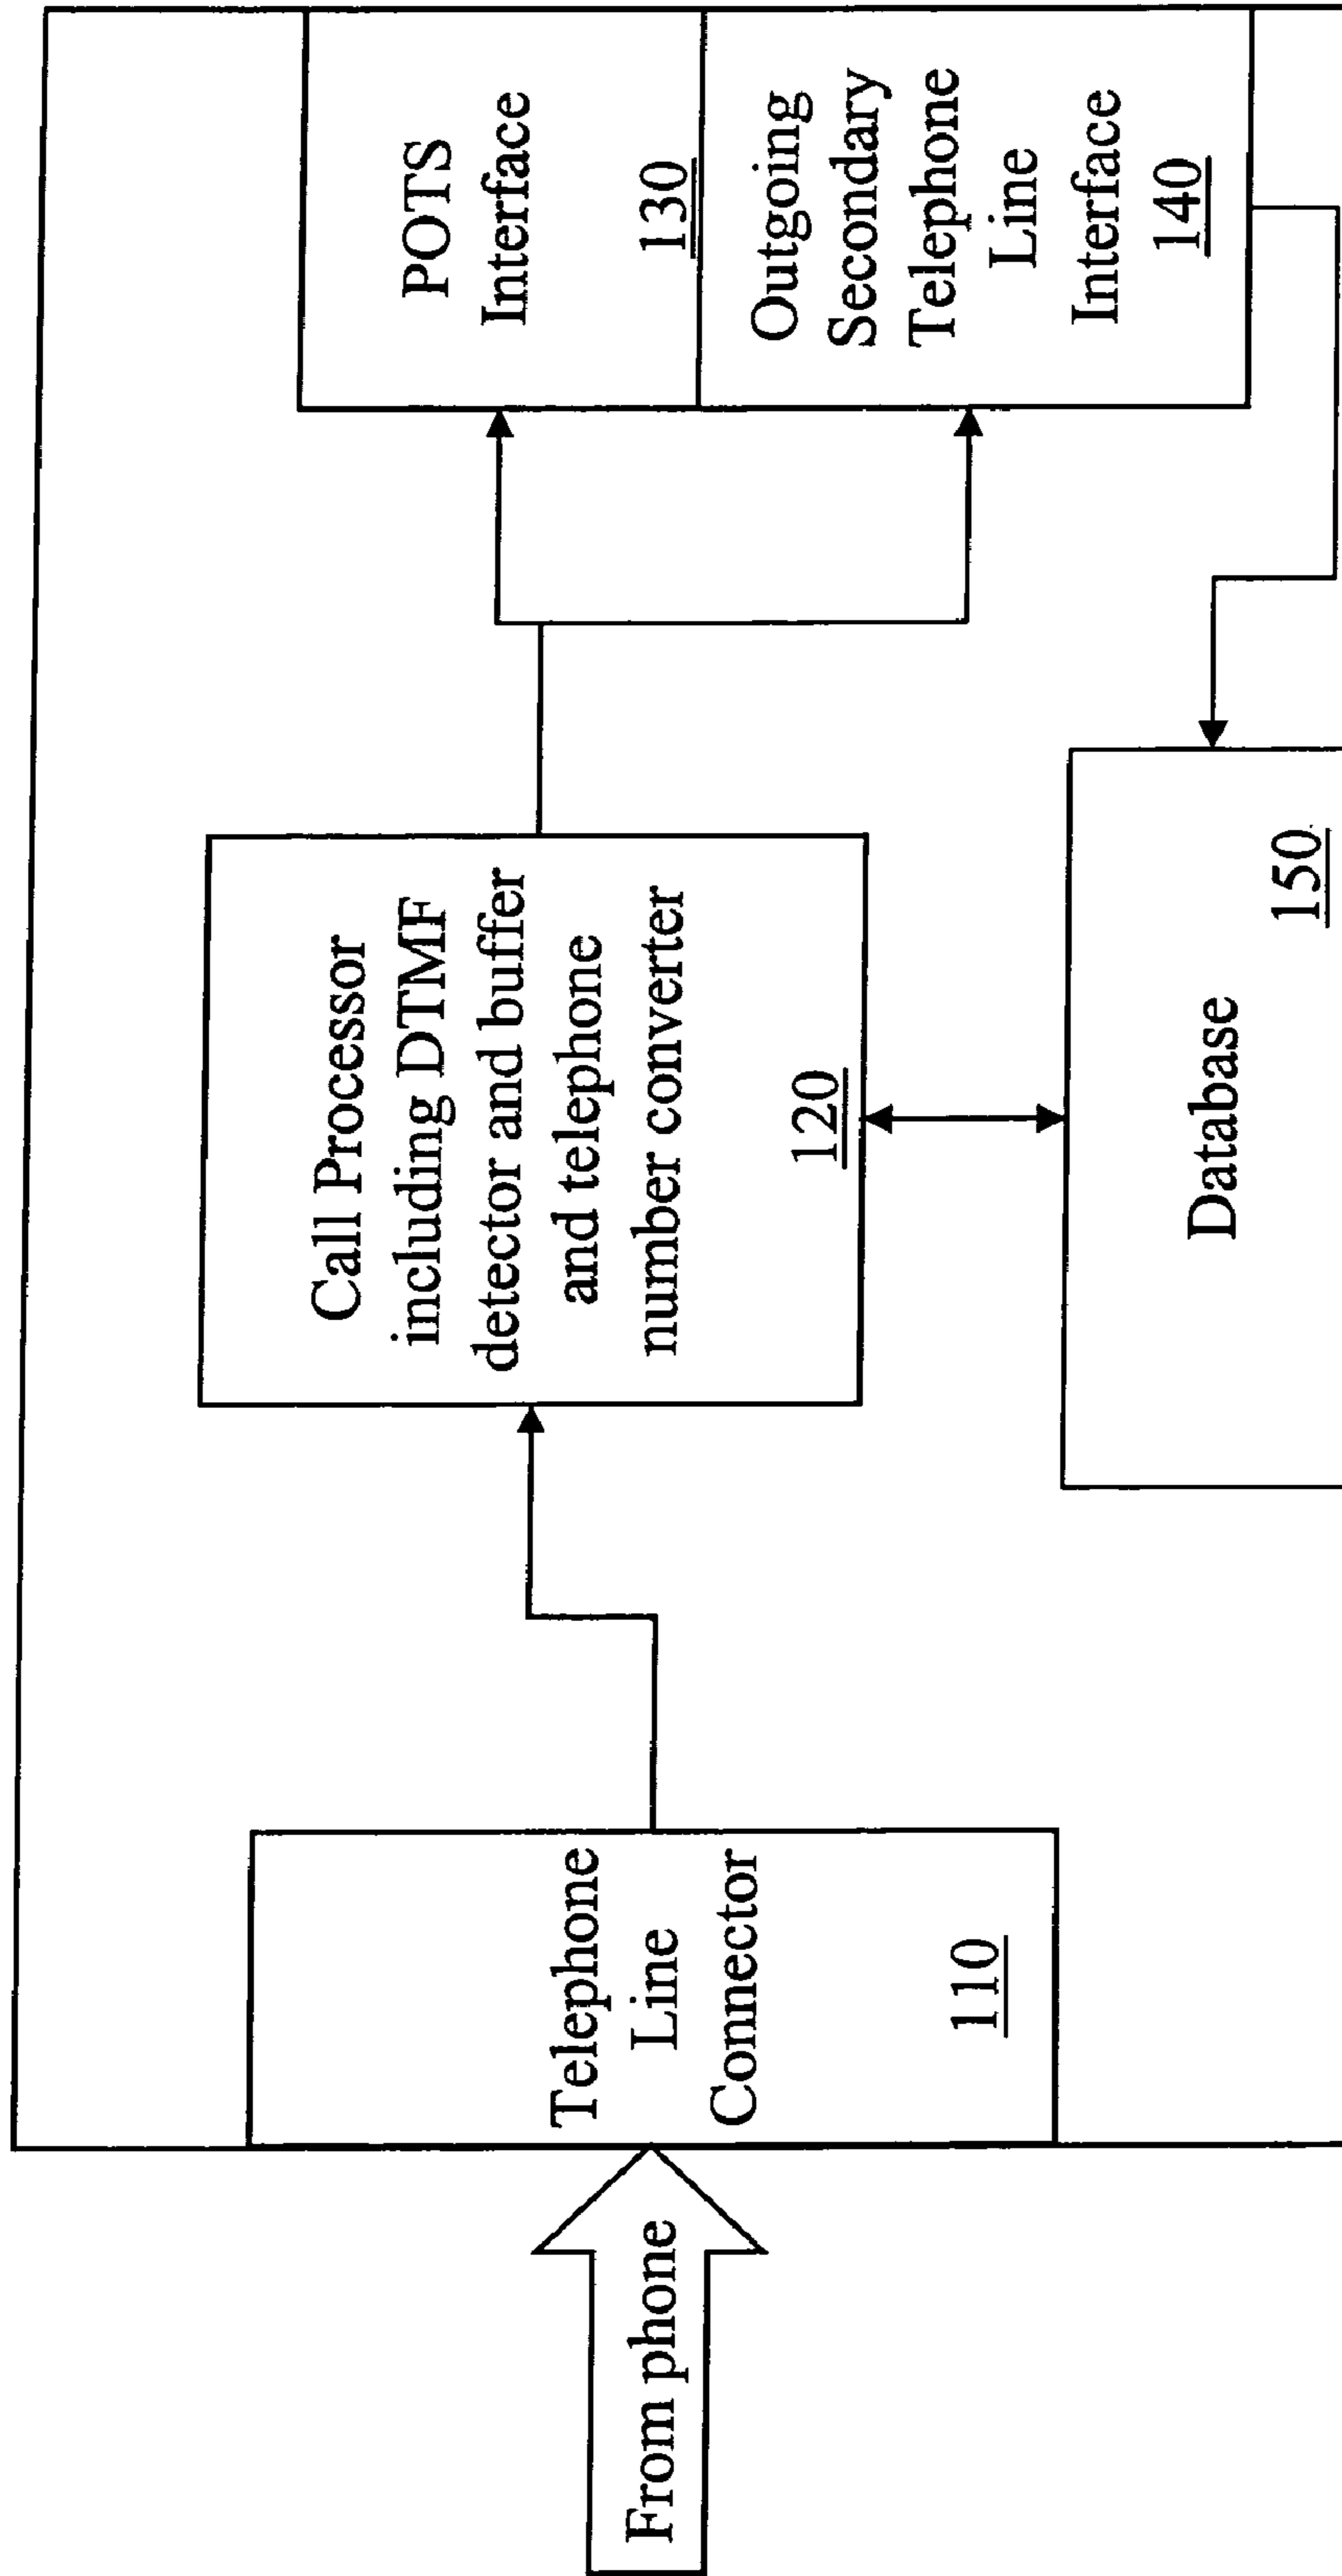 From phone
Telephone
Line
Connector
110
Call Processor
including DTMF
detector and buffer
and telephone
number converter
120
POTS
Interface
130
Outgoing
Secondary
Telephone
Line
Interface
140
Database
150